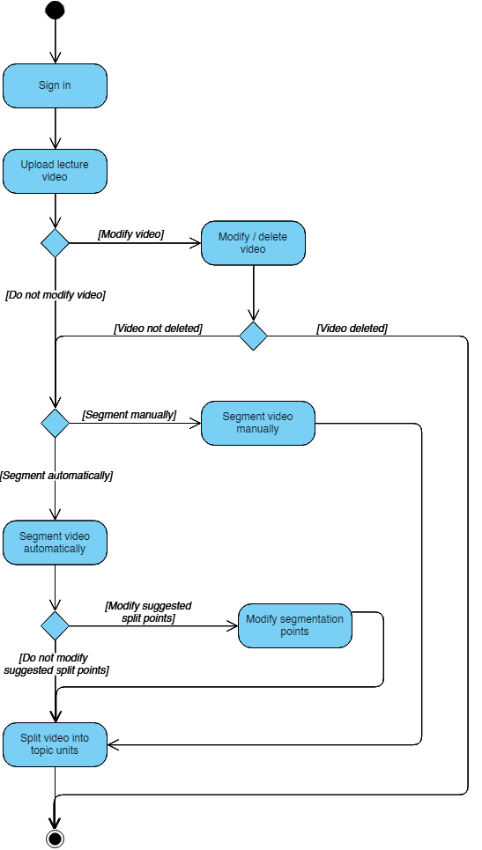 Sign in
Upload lecture
video
[Modify video]
Modify / delete
video
[Do not modify video]
[Video not deleted]
[Video deleted]
[Segment manually]
Segment video
manually
[Segment automatically]
Segment video
automatically
[Modify suggested
split points]
Modify segmentation
points
[Do not modify
suggested split points]
Split video into
topic units